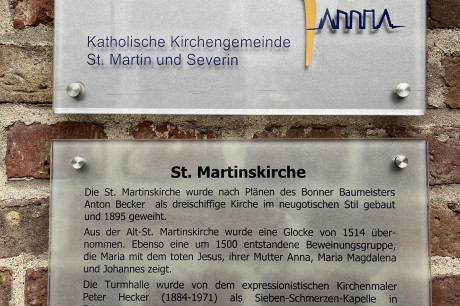 Katholische Kirchengemeinde
St. Martin und Severin
St. Martinskirche
Die St. Martinskirche wurde nach Plänen des Bonner Baumeisters
Anton Becker als dreischiffige Kirche im neugotischen Stil gebaut
und 1895 geweiht.
Aus der Alt-St. Martinskirche wurde eine Glocke von 1514 über-
nommen. Ebenso eine um 1500 entstandene Beweinungsgruppe,
die Maria mit dem toten Jesus, ihrer Mutter Anna, Maria Magdalena
und Johannes zeigt.
Die Turmhalle wurde von dem expressionistischen Kirchenmaler
Peter Hecker (1884-1971) als Sieben-Schmerzen-Kapelle in